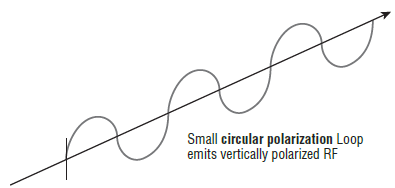 Small circular polarization Loop
emits vertically polarized RF